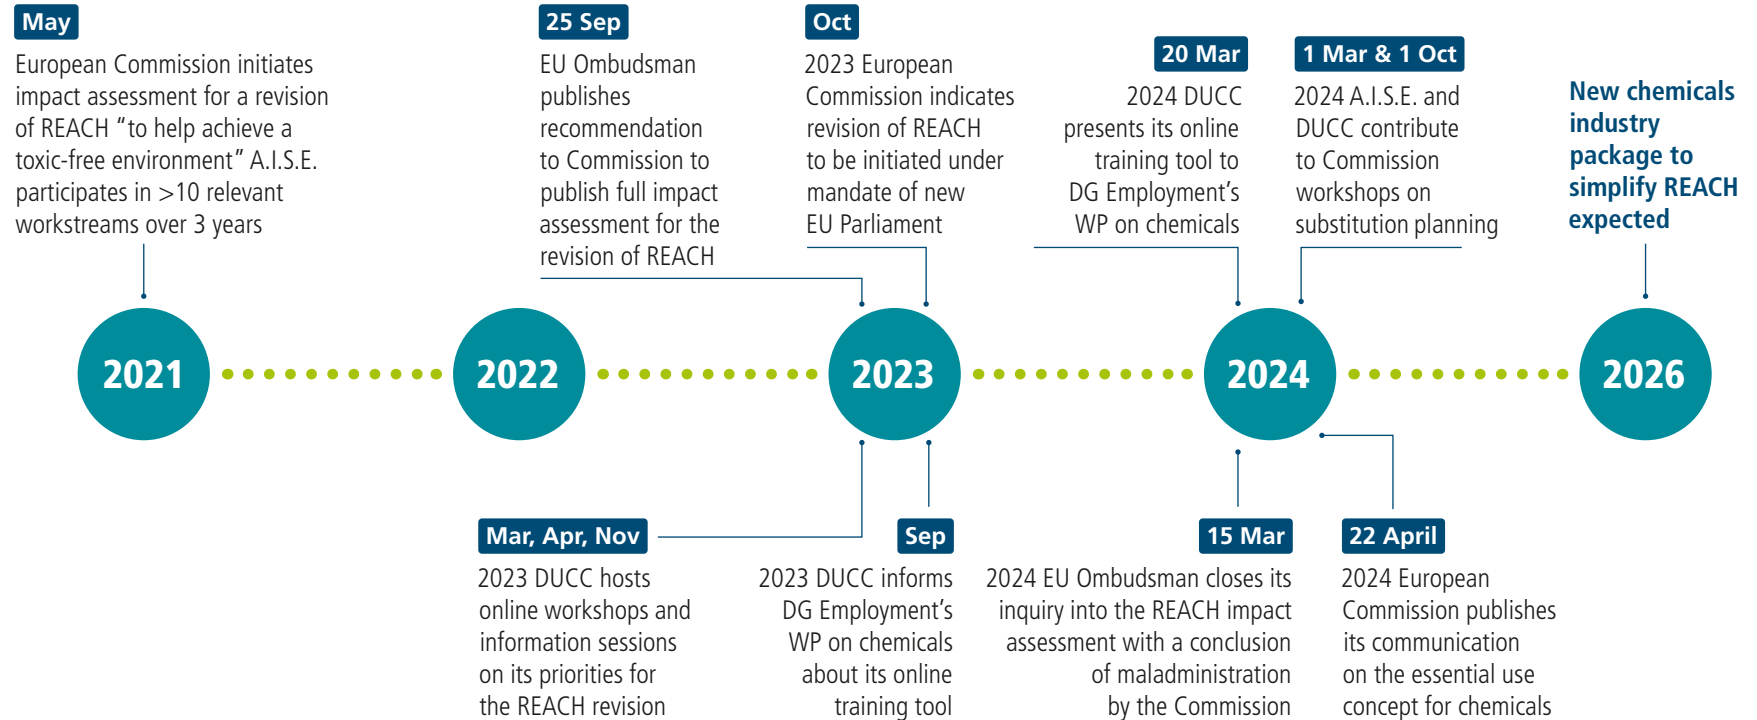 May
European Commission initiates
impact assessment for a revision
of REACH “to help achieve a
toxic-free environment” A.I.S.E.
participates in >10 relevant
workstreams over 3 years
25 Sep
EU Ombudsman
publishes
recommendation
to Commission to
publish full impact
assessment for the
revision of REACH
Oct
2023 European
Commission indicates
revision of REACH
to be initiated under
mandate of new
EU Parliament
20 Mar
2024 DUCC
presents its online
training tool to
DG Employment’s
WP on chemicals
1 Mar & 1 Oct
2024 A.I.S.E. and
DUCC contribute
to Commission
workshops on
substitution planning
New chemicals
industry
package to
simplify REACH
expected
2021
2022
2023
2024
2026
Mar, Apr, Nov
2023 DUCC hosts
online workshops and
information sessions
on its priorities for
the REACH revision
Sep
2023 DUCC informs
DG Employment’s
WP on chemicals
about its online
training tool
15 Mar
2024 EU Ombudsman closes its
inquiry into the REACH impact
assessment with a conclusion
of maladministration
by the Commission
22 April
2024 European
Commission publishes
its communication
on the essential use
concept for chemicals